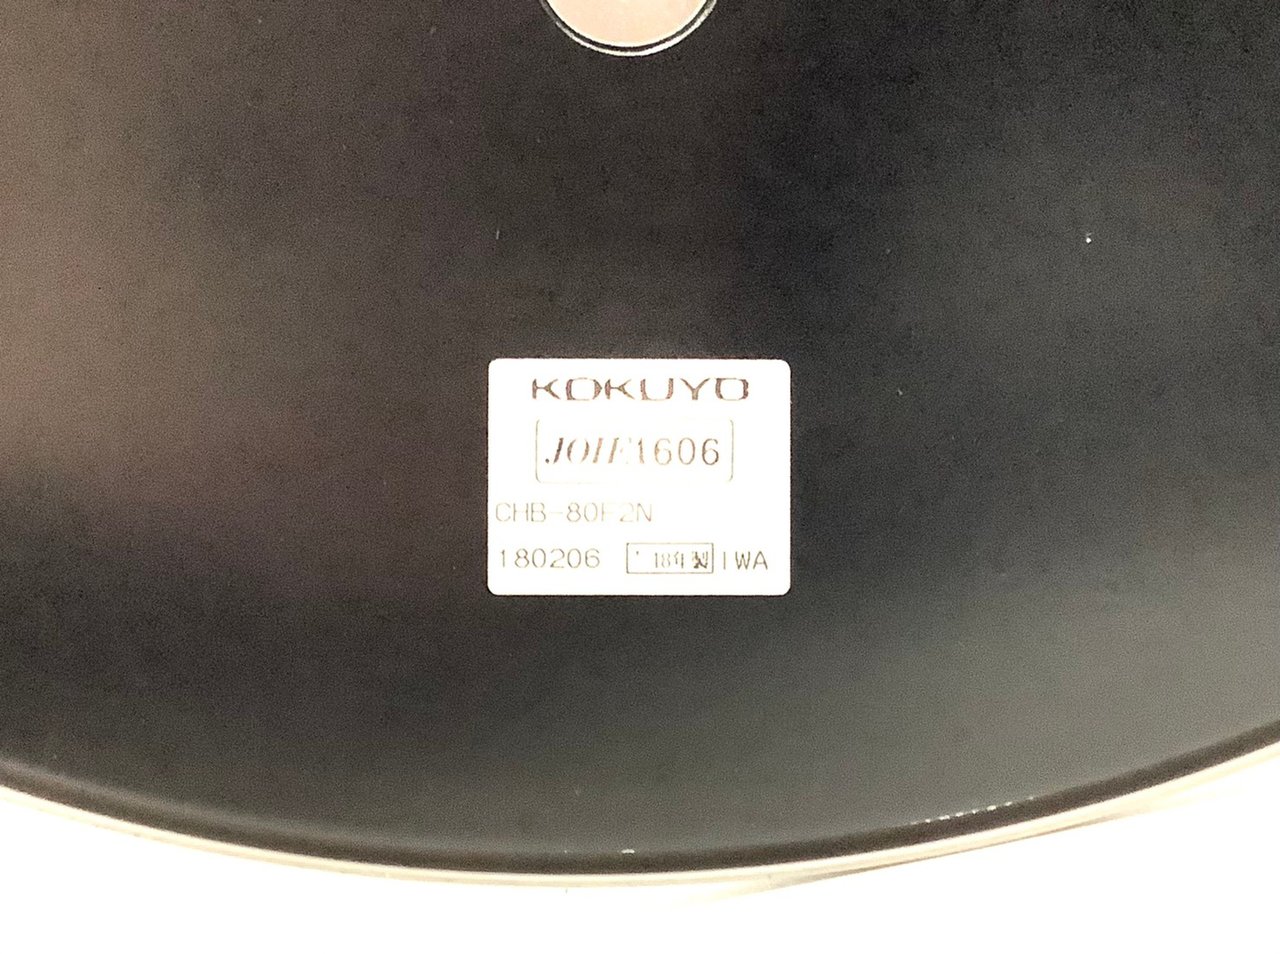 KOKUYO
JOIFA1606
CHB-80F2N
180206 '18年製 IWA